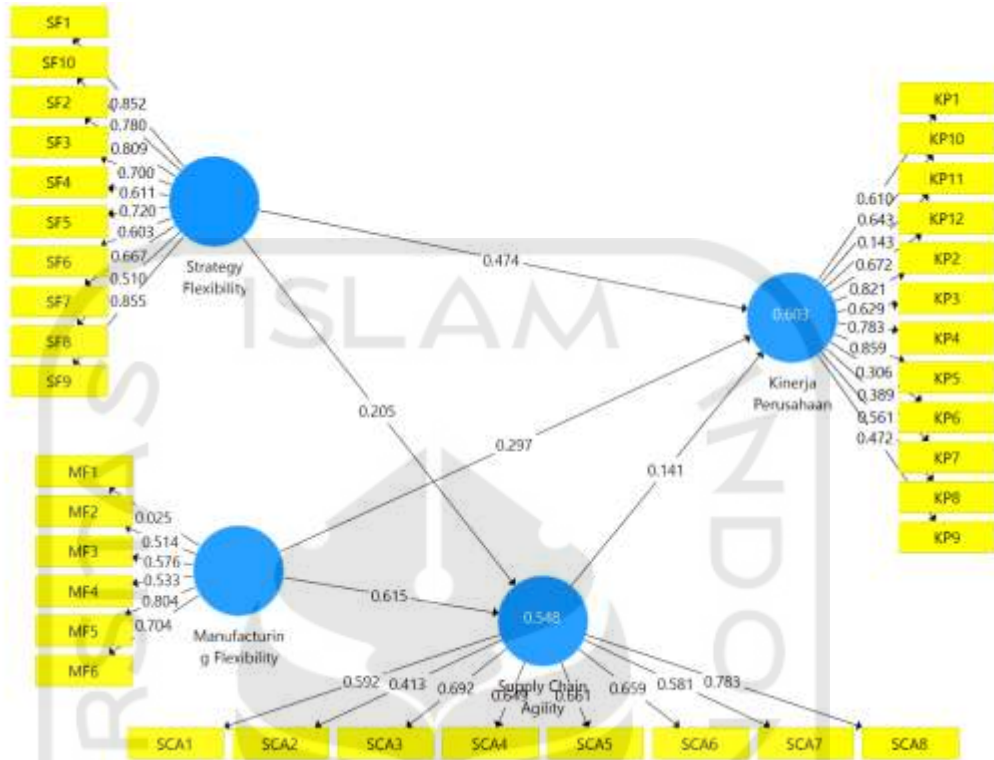 SF1
SF10
SF2
SF3
SF4
SF5
SF6
SF7
SF8
SF9
0.852
0.780
0.809
0.700
0.611
0.720
0.603
0.667
0.510
0.855
Strategy
Flexibility
0.474
0.205
0.297
0.141
0.615
MF1
MF2
MF3
MF4
MF5
MF6
0.025
0.514
0.576
0.533
0.804
0.704
Manufacturin
g Flexibility
0.603
Kinerja
Perusahaan
0.610
0.643
0.143
0.672
0.821
0.629
0.783
0.859
0.306
0.389
0.561
0.472
KP1
KP10
KP11
KP12
KP2
KP3
KP4
KP5
KP6
KP7
KP8
KP9
0.548
Supply Chain
Agility
0.592
0.413
0.692
0.649
0.661
0.659
0.581
0.783
SCA1
SCA2
SCA3
SCA4
SCA5
SCA6
SCA7
SCA8
ISLAM
RSITAS
INDON